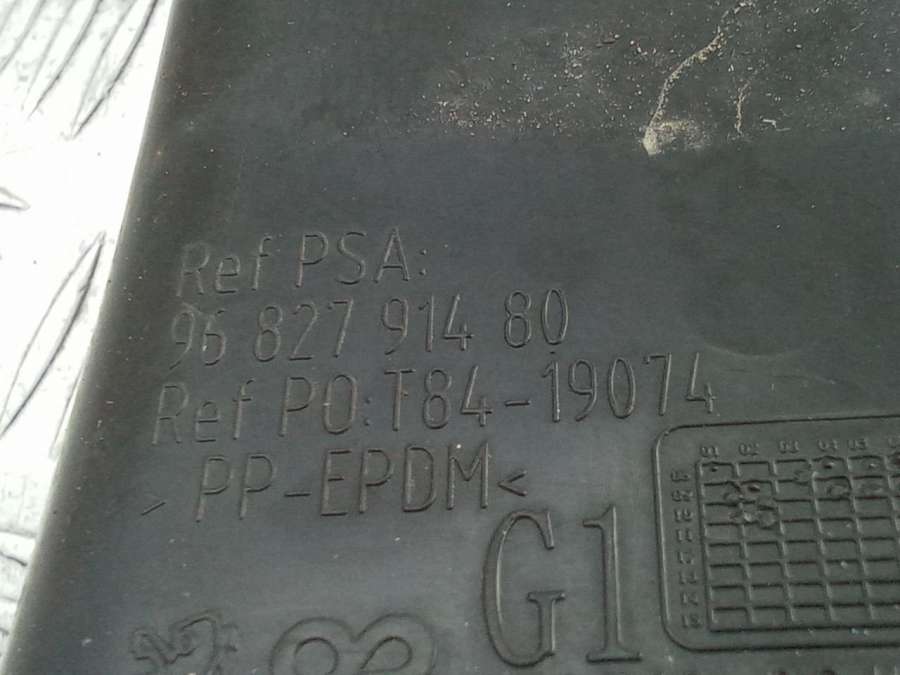 Ref PSA:
96 827 914 80
Ref PO: T84-19074
>PP-EPDM<
G1